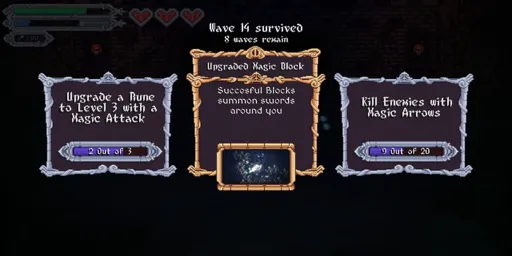 Wave 14 survived
8 waves remain
Upgrade a Rune
to Level 3 with a
Magic Attack
2 Out of 3
Upgraded Magic Block
Succesful Blocks
summon swords
around you
Kill Enemies with
Magic Arrows
9 Out of 20